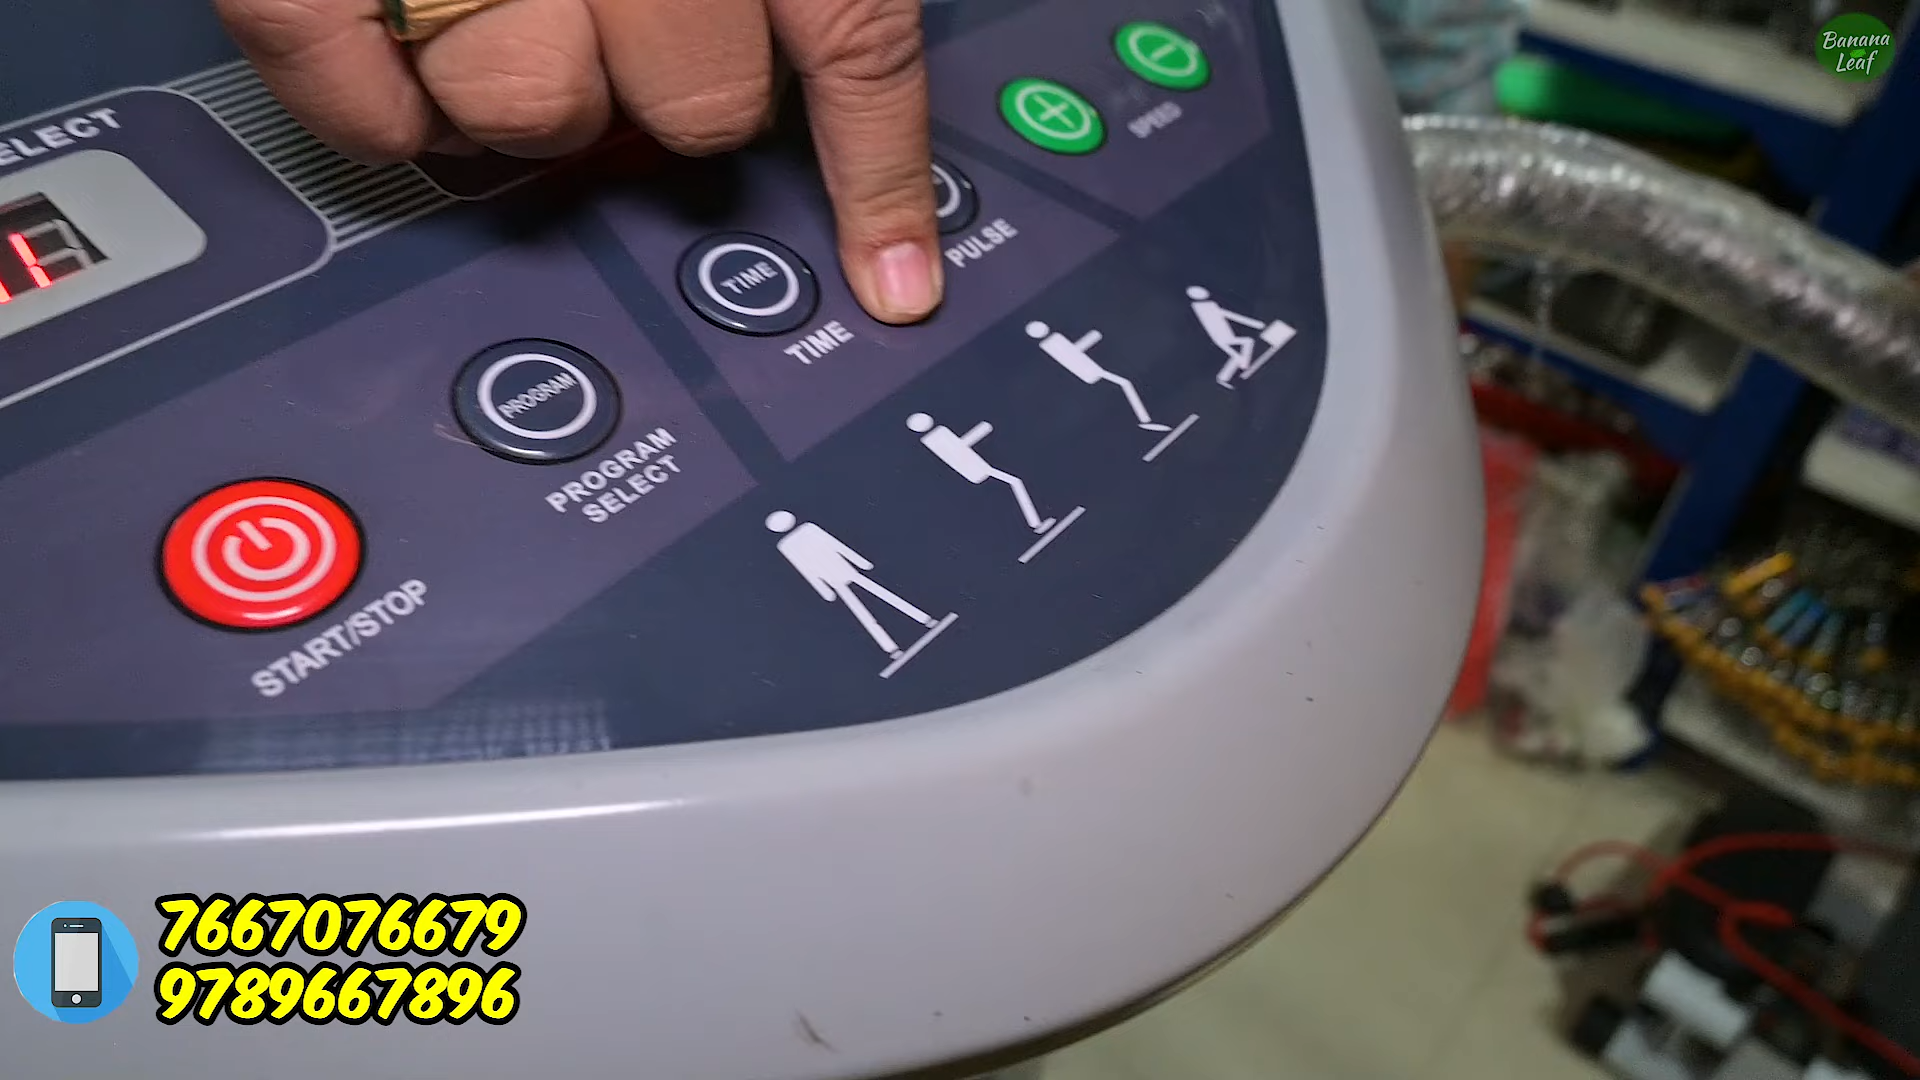 Banana
Leaf
ELECT
SPEED
PULSE
TIME
TIME
PROGRAM
PROGRAM
SELECT
START/STOP
7667076679
9789667896